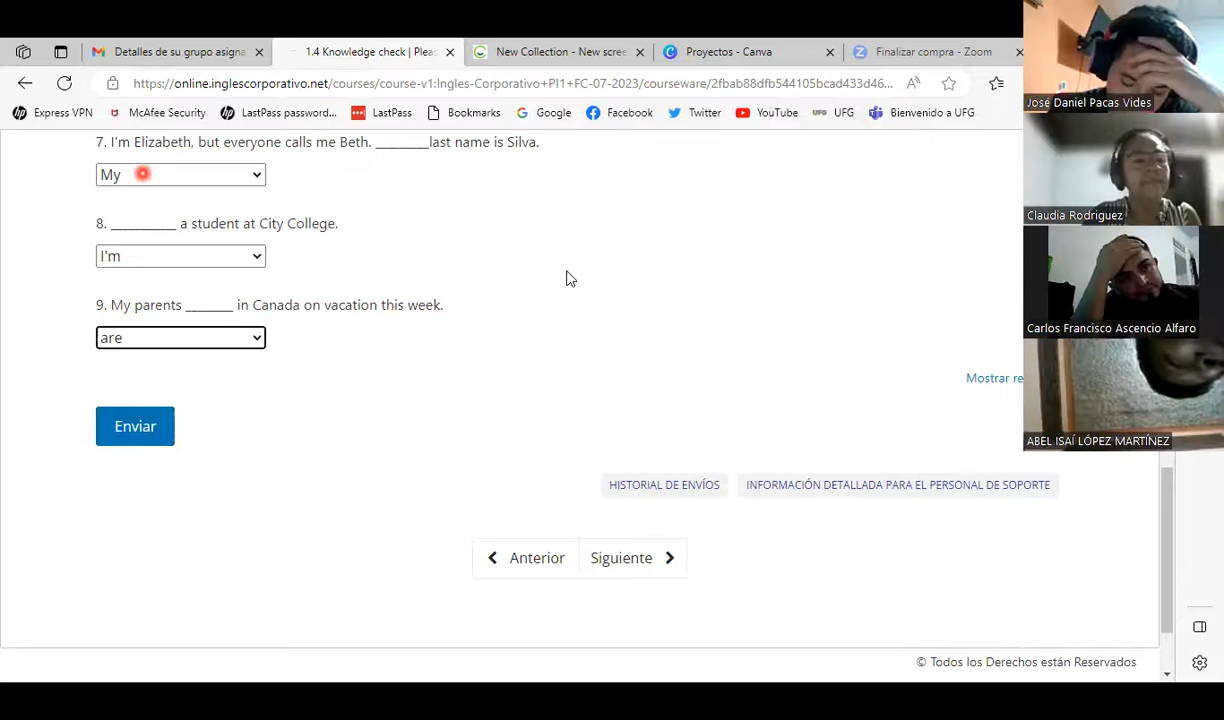 Detalles de su grupo asigna
1.4 Knowledge check | Pleas
New Collection - New scree
Proyectos - Canva
Finalizar compra - Zoom
https://online.inglescorporativo.net/courses/course-v1:Ingles-Corporativo+PI1+FC-07-2023/courseware/2fbab88dfb544105bcad433d46...
Express VPN
McAfee Security
LastPass password...
LastPass
Bookmarks
Google
Facebook
Twitter
YouTube
UFG
Bienvenido a UFG
7. I'm Elizabeth, but everyone calls me Beth. _________last name is Silva.
My
8. ___________ a student at City College.
I'm
9. My parents ________ in Canada on vacation this week.
are
Mostrar re
Enviar
HISTORIAL DE ENVÍOS
INFORMACIÓN DETALLADA PARA EL PERSONAL DE SOPORTE
Anterior
Siguiente
© Todos los Derechos están Reservados
José Daniel Pacas Vides
Claudia Rodriguez
Carlos Francisco Ascencio Alfaro
ABEL ISAÍ LÓPEZ MARTÍNEZ